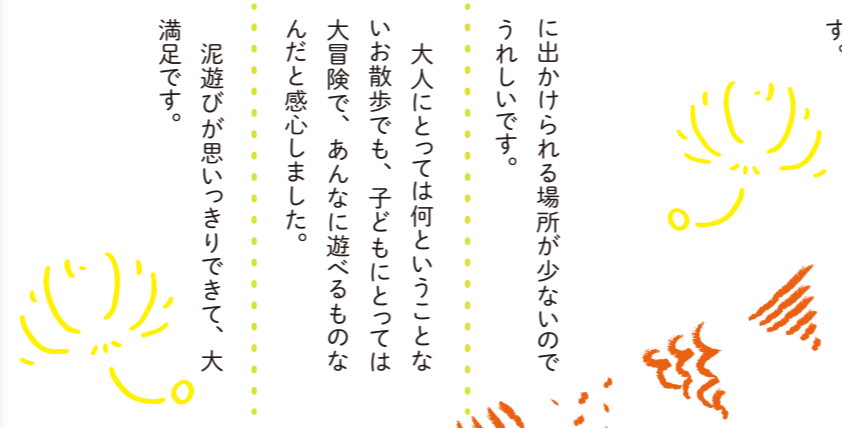 す。
に出かけられる場所が少ないので
うれしいです。
大人にとっては何ということな
いお散歩でも、子どもにとっては
大冒険で、あんなに遊べるものな
んだと感心しました。
泥遊びが思いっきりできて、大
満足です。